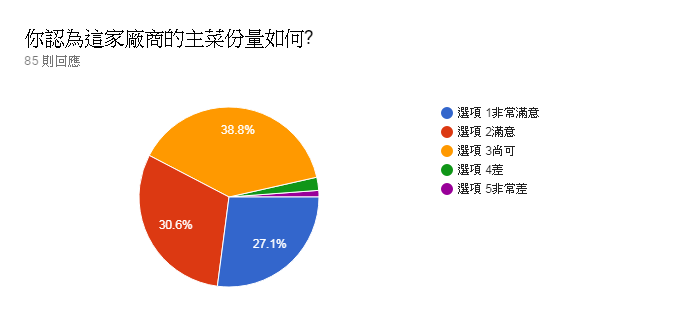 你認為這家廠商的主菜份量如何?
85 則回應
38.8%
30.6%
27.1%
選項 1非常滿意
選項 2滿意
選項 3尚可
選項 4差
選項 5非常差